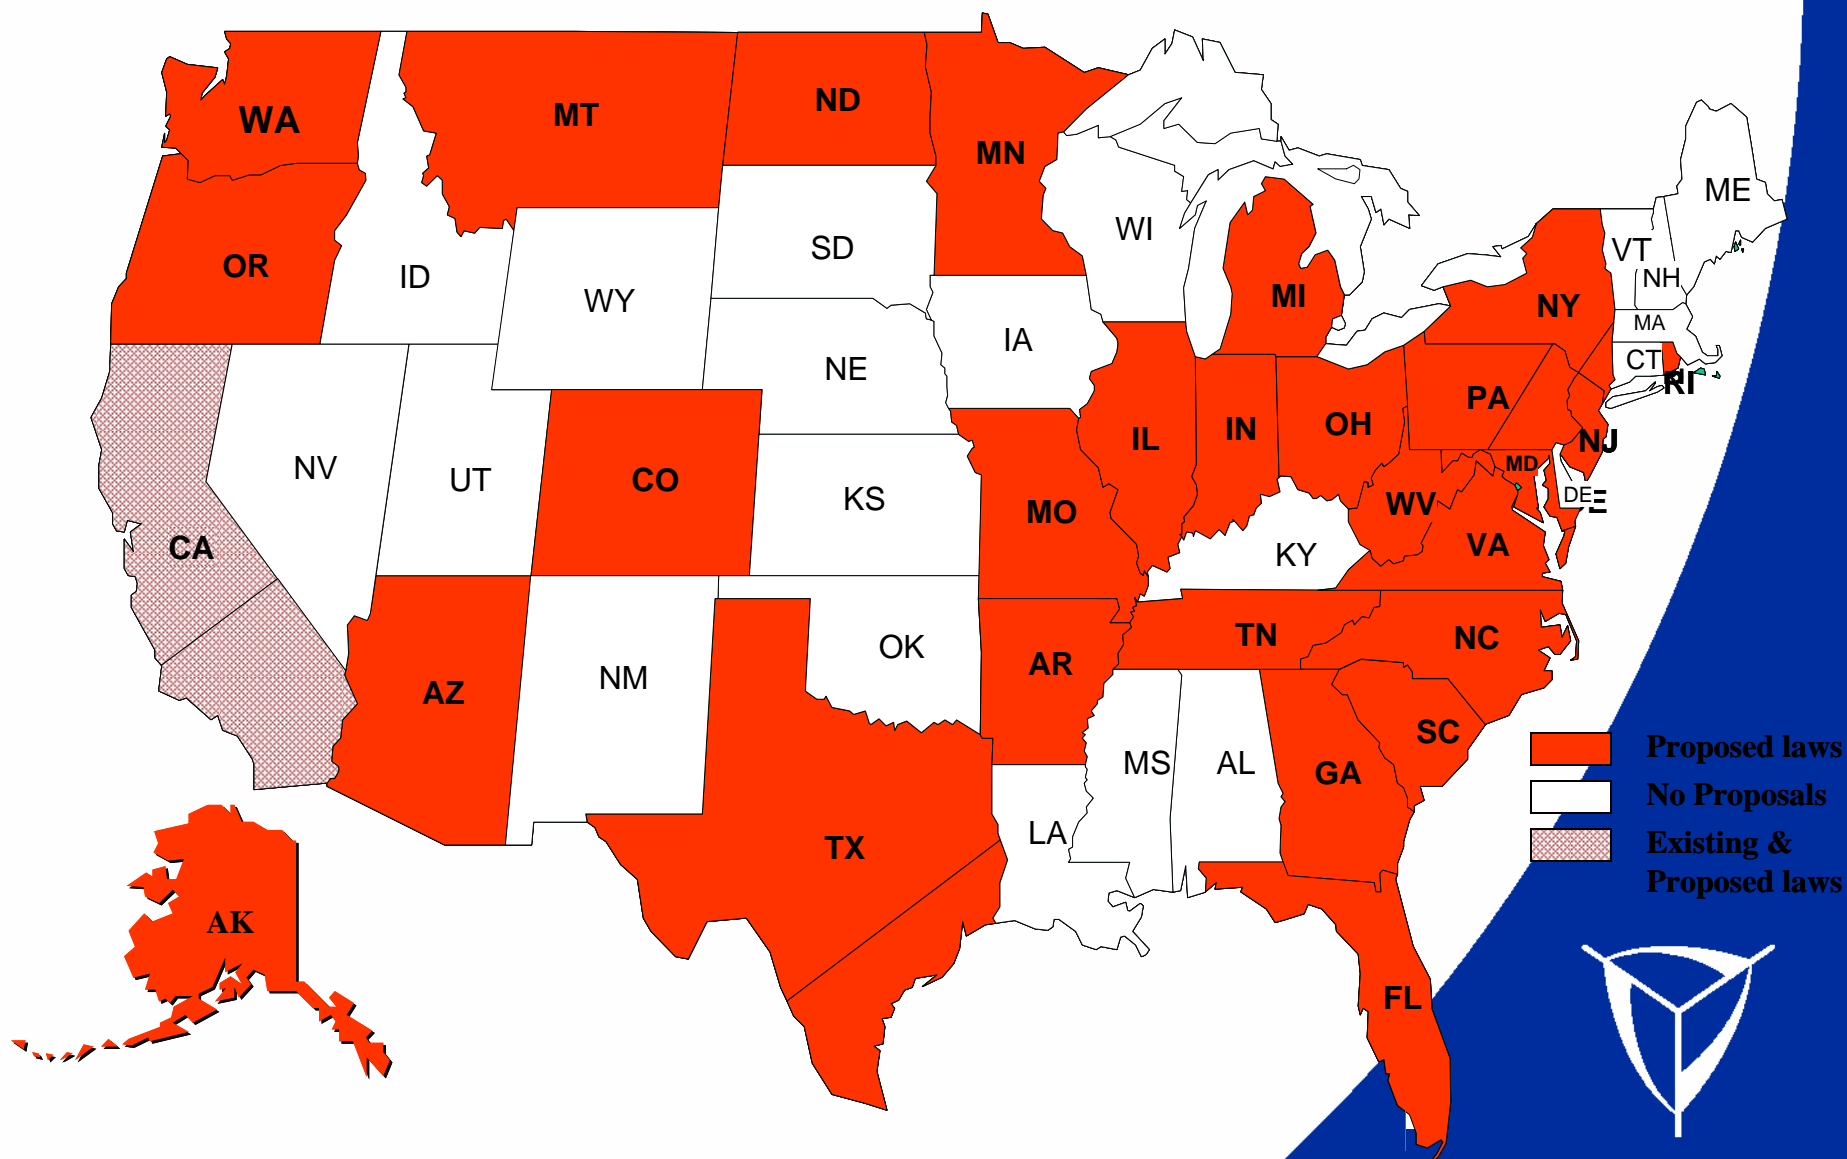 WA
MT
ND
MN
OR
ID
WY
SD
WI
MI
NY
VT
NH
ME
MA
CT
RI
NE
IA
PA
NJ
NV
UT
CO
KS
MO
IL
IN
OH
WV
MD
DE
E
CA
KY
VA
AZ
NM
OK
AR
TN
NC
SC
TX
LA
MS
AL
GA
FL
AK
Proposed laws
No Proposals
Existing &
Proposed laws